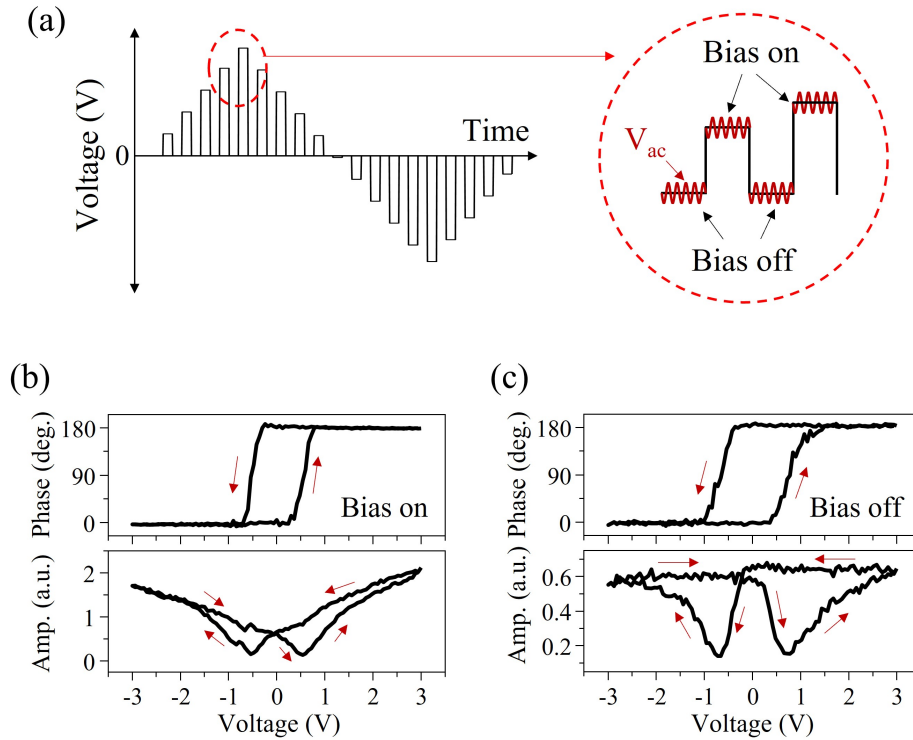 (a)
Voltage (V)
0
Time
Bias on
V_ac
Bias off
(b)
Phase (deg.)
180
90
0
Bias on
Amp. (a.u.)
2
1
0
-3 -2 -1 0 1 2 3
Voltage (V)
(c)
Phase (deg.)
180
90
0
Bias off
Amp. (a.u.)
0.6
0.4
0.2
-3 -2 -1 0 1 2 3
Voltage (V)